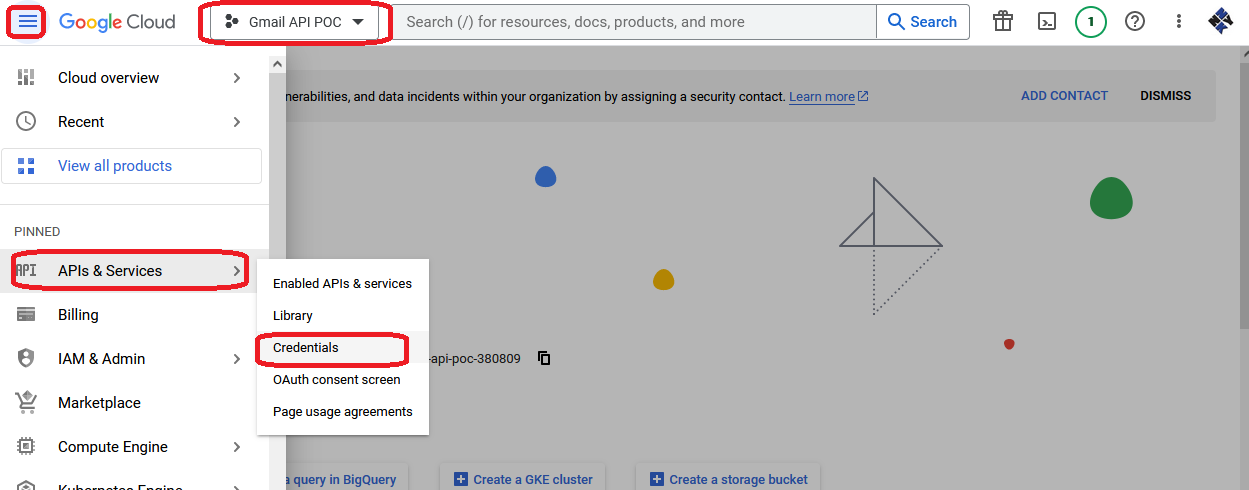 Google Cloud
Gmail API POC
Search (/) for resources, docs, products, and more
Search
1
Cloud overview
Recent
View all products
PINNED
API APIs & Services
Billing
IAM & Admin
Marketplace
Compute Engine
Kubernetes Engine
Enabled APIs & services
Library
Credentials
OAuth consent screen
Page usage agreements
nerabilities, and data incidents within your organization by assigning a security contact. Learn more
ADD CONTACT
DISMISS
-api-poc-380809
a query in BigQuery
Create a GKE cluster
Create a storage bucket